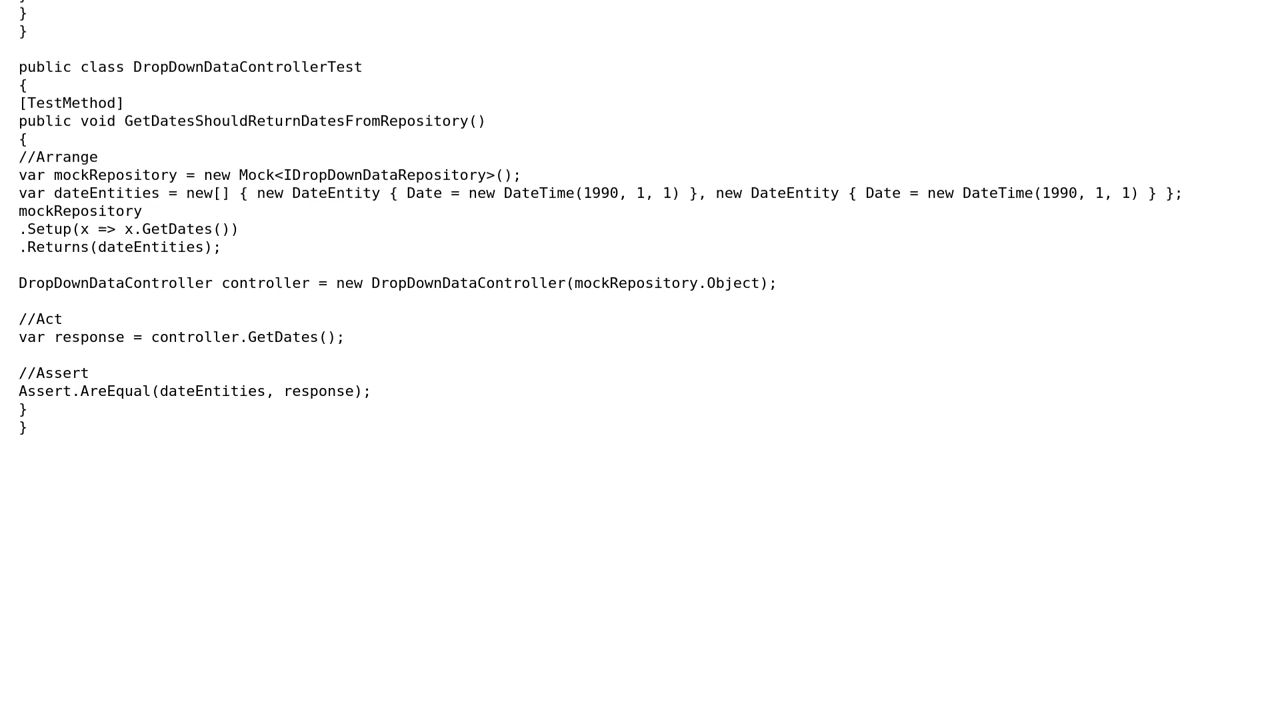 }
}

public class DropDownDataControllerTest
{
[TestMethod]
public void GetDatesShouldReturnDatesFromRepository()
{
//Arrange
var mockRepository = new Mock<IDropDownDataRepository>();
var dateEntities = new[] { new DateEntity { Date = new DateTime(1990, 1, 1) }, new DateEntity { Date = new DateTime(1990, 1, 1) } };
mockRepository
.Setup(x => x.GetDates())
.Returns(dateEntities);

DropDownDataController controller = new DropDownDataController(mockRepository.Object);

//Act
var response = controller.GetDates();

//Assert
Assert.AreEqual(dateEntities, response);
}
}